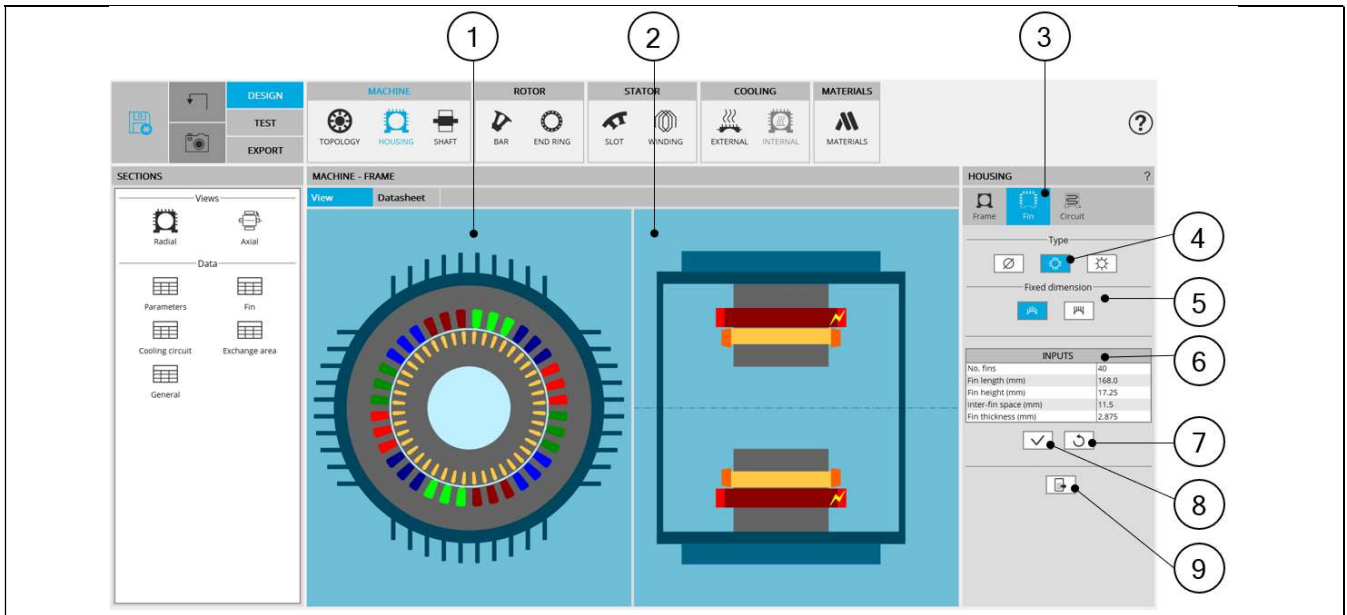 1
2
3
DESIGN
TEST
EXPORT
MACHINE
ROTOR
STATOR
COOLING
MATERIALS
TOPOLOGY
HOUSING
SHAFT
BAR
END RING
SLOT
WINDING
EXTERNAL
INTERNAL
MATERIALS
?
SECTIONS
Views
Radial
Axial
Data
Parameters
Fin
Cooling circuit
Exchange area
General
MACHINE - FRAME
View
Datasheet
HOUSING ?
Frame
Fin
Circuit
Type
4
Fixed dimension
5
INPUTS
6
No. fins 40
Fin length (mm) 168.0
Fin height (mm) 17.25
Inter-fin space (mm) 11.5
Fin thickness (mm) 2.875
7
8
9